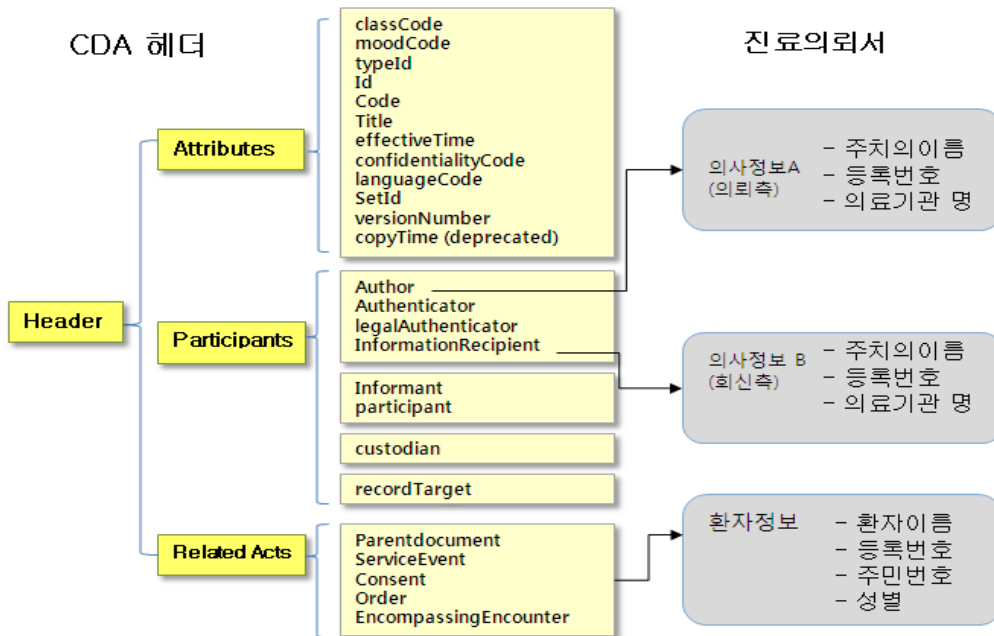 CDA 헤더
진료의뢰서
Header
Attributes
classCode
moodCode
typeId
Id
Code
Title
effectiveTime
confidentialityCode
languageCode
SetId
versionNumber
copyTime (deprecated)
Participants
Author
Authenticator
legalAuthenticator
InformationRecipient
Informant
participant
custodian
recordTarget
Related Acts
Parentdocument
ServiceEvent
Consent
Order
EncompassingEncounter
의사정보A
(의뢰측)
- 주치의이름
- 등록번호
- 의료기관 명
의사정보 B
(회신측)
- 주치의이름
- 등록번호
- 의료기관 명
환자정보
- 환자이름
- 등록번호
- 주민번호
- 성별